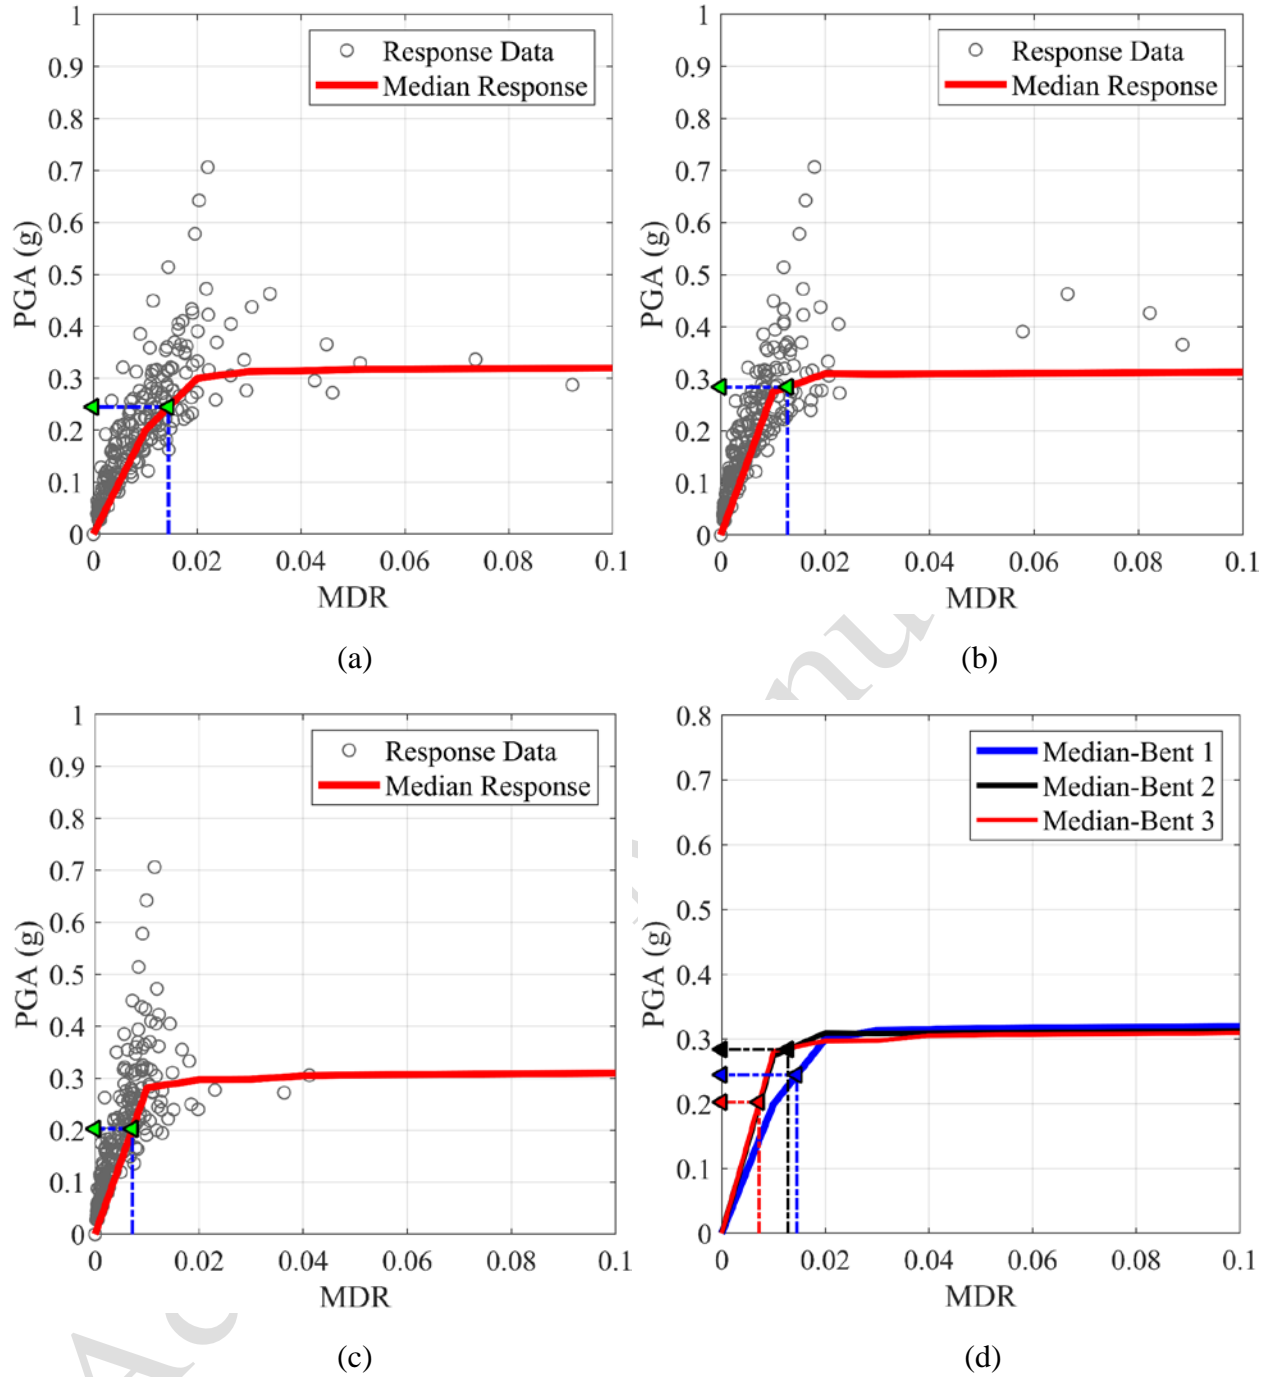 1
0.9
0.8
0.7
0.6
0.5
0.4
0.3
0.2
0.1
0
PGA (g)
Response Data
Median Response
0 0.02 0.04 0.06 0.08 0.1
MDR
(a)
1
0.9
0.8
0.7
0.6
0.5
0.4
0.3
0.2
0.1
0
PGA (g)
Response Data
Median Response
0 0.02 0.04 0.06 0.08 0.1
MDR
(b)
1
0.9
0.8
0.7
0.6
0.5
0.4
0.3
0.2
0.1
0
PGA (g)
Response Data
Median Response
0 0.02 0.04 0.06 0.08 0.1
MDR
(c)
0.8
0.7
0.6
0.5
0.4
0.3
0.2
0.1
0
PGA (g)
Median-Bent 1
Median-Bent 2
Median-Bent 3
0 0.02 0.04 0.06 0.08 0.1
MDR
(d)